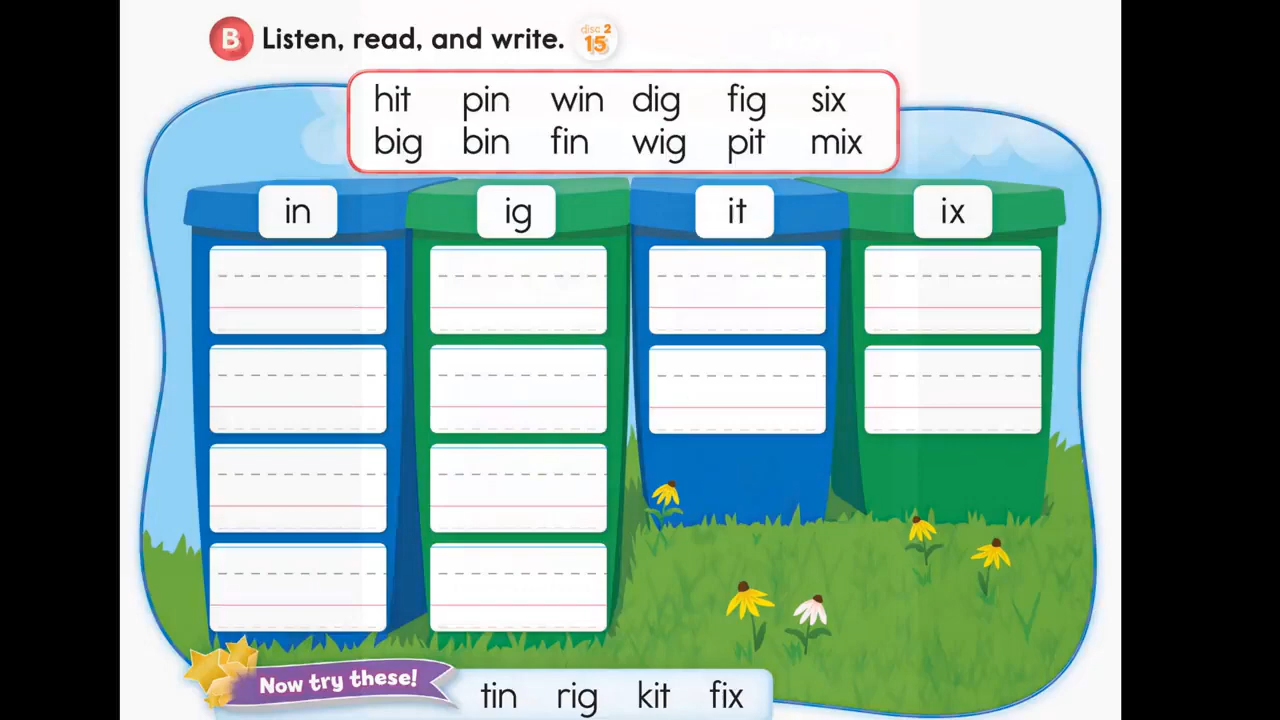 B Listen, read, and write. disc 2 15
hit pin win dig fig six
big bin fin wig pit mix
in ig it ix
Now try these! tin rig kit fix